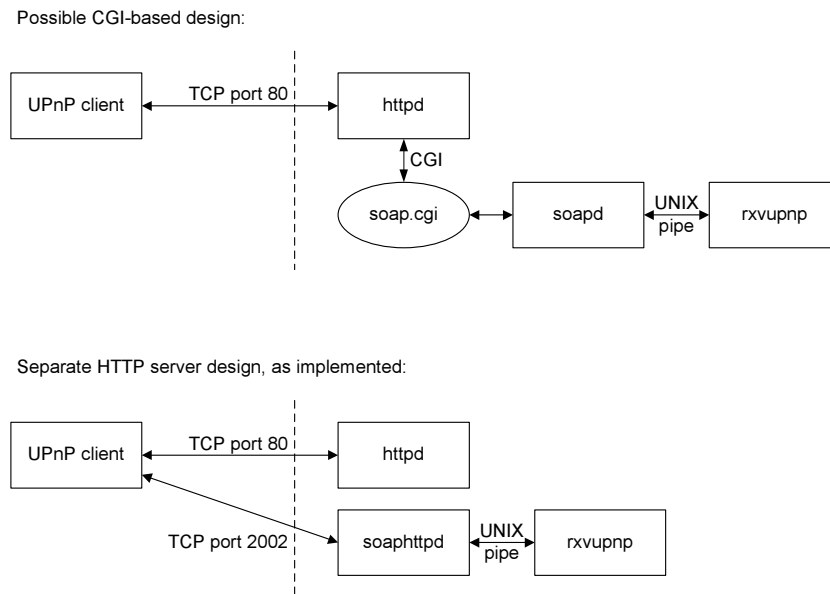 Possible CGI-based design:
UPnP client
TCP port 80
httpd
CGI
soap.cgi
soapd
UNIX
pipe
rxvupnp
Separate HTTP server design, as implemented:
UPnP client
TCP port 80
httpd
TCP port 2002
soaphttpd
UNIX
pipe
rxvupnp